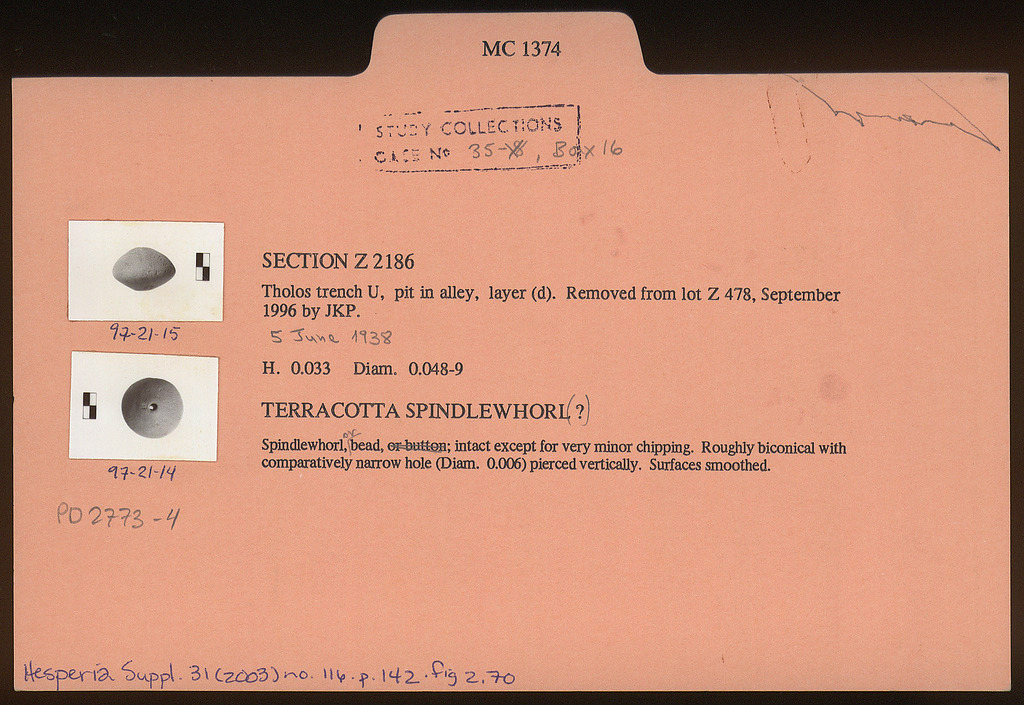 MC 1374
STUDY COLLECTIONS
CASE No 35- , Box 16
SECTION Z 2186
Tholos trench U, pit in alley, layer (d). Removed from lot Z 478, September
1996 by JKP.
5 June 1938
H. 0.033 Diam. 0.048-9
TERRACOTTA SPINDLEWHORL(?)
Spindlewhorl, or bead, or button; intact except for very minor chipping. Roughly biconical with
comparatively narrow hole (Diam. 0.006) pierced vertically. Surfaces smoothed.
97-21-15
97-21-14
PD 2773-4
Hesperia Suppl. 31 (2003) no. 116. p. 142. fig 2.70